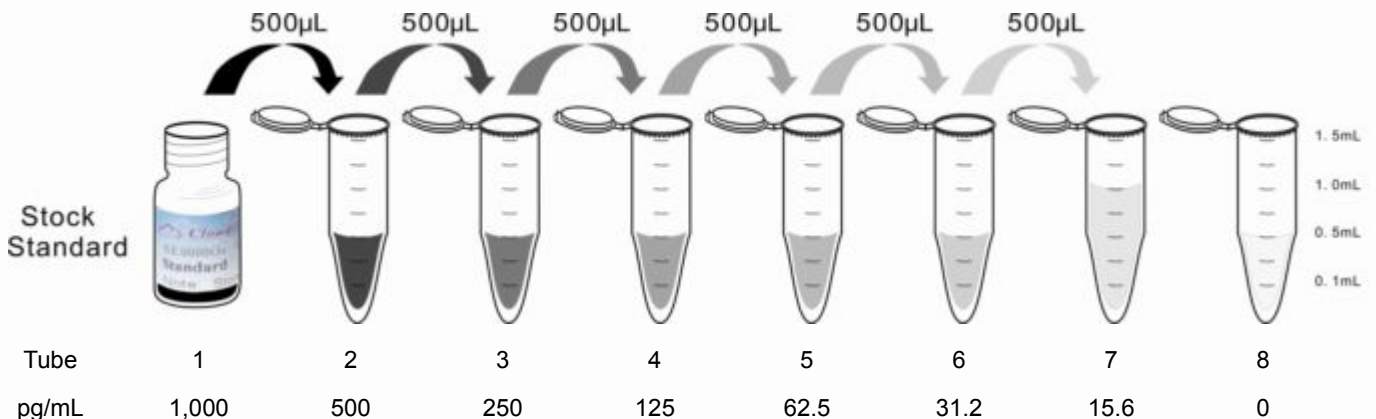 500µL 500µL 500µL 500µL 500µL 500µL
1.5mL
1.0mL
Stock
Standard
0.5mL
0.1mL
Standard
Tube 1 2 3 4 5 6 7 8
pg/mL 1,000 500 250 125 62.5 31.2 15.6 0